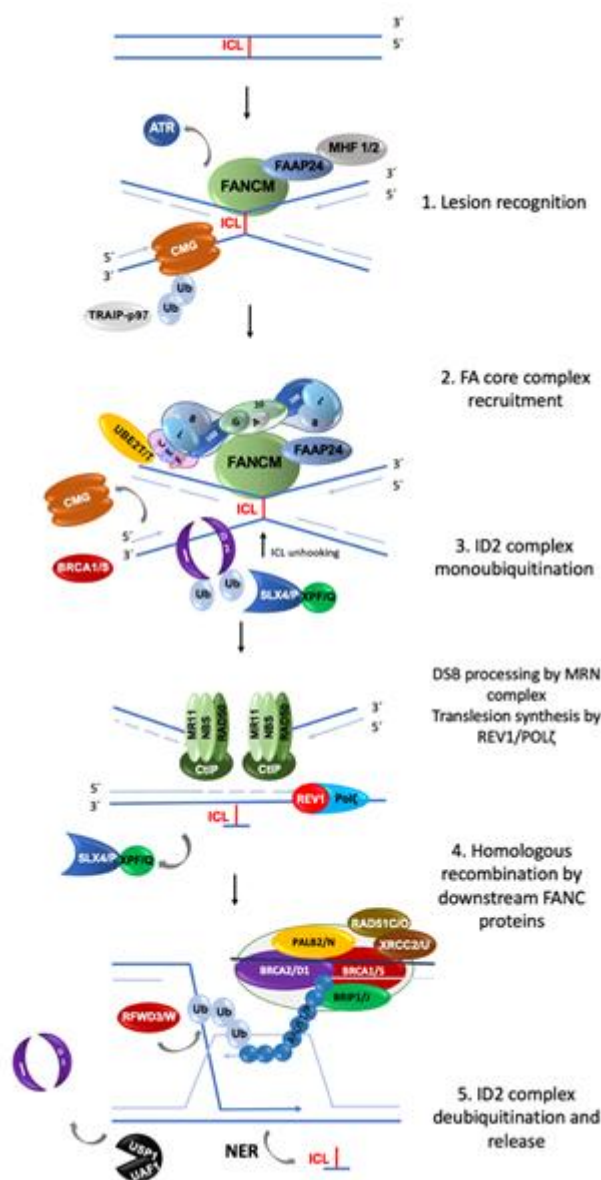 3´
ICL
5´
ATR
MHF 1/2
FAAP24
FANCM
3´
5´
1. Lesion recognition
ICL
CMG
5´
3´
Ub
Ub
TRAIP-p97
2. FA core complex
recruitment
UBE2T/T
FANCM
FAAP24
3´
5´
CMG
ICL
5´
3´
3. ID2 complex
monoubiquitination
ICL unhooking
BRCA1/S
I
D2
Ub
Ub
SLX4/P
XPF/Q
DSB processing by MRN
complex
Translesion synthesis by
REV1/POLζ
MR11
NBS
RAD50
MR11
NBS
RAD50
3´
5´
CtIP
CtIP
5´
3´
REV1
Polζ
ICL
SLX4/P
XPF/Q
4. Homologous
recombination by
downstream FANC
proteins
RAD51C/O
PALB2/N
XRCC2/U
BRCA2/D1
BRCA1/S
BRIP1/J
RFWD3/W
Ub
Ub
Ub
5. ID2 complex
deubiquitination and
release
USP1
UAF1
NER
ICL